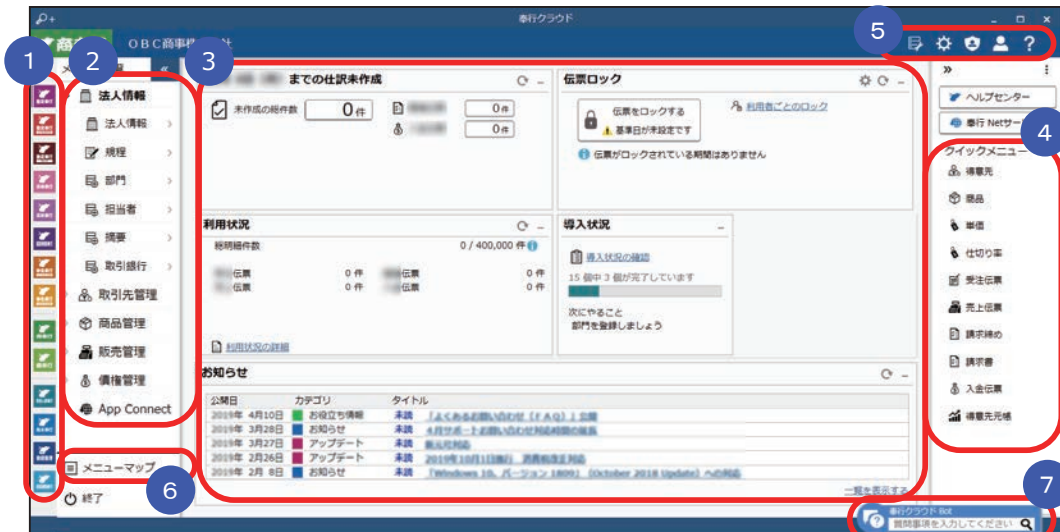 奉行クラウド
商
OBC商事
1
2
3
4
5
6
7
法人情報
法人情報
規程
部門
担当者
摘要
取引銀行
取引先管理
商品管理
販売管理
債権管理
App Connect
メニューマップ
終了
までの仕訳未作成
未作成の総件数 0件
0件
0件
伝票ロック
伝票をロックする
基準日が未設定です
利用者ごとのロック
伝票がロックされている期間はありません
利用状況
総明細件数 0 / 400,000 件
伝票 0 件 伝票 0 件
伝票 0 件 伝票 0 件
利用状況の詳細
導入状況
導入状況の確認
15 個中 3 個が完了しています
次にやること
部門を登録しましょう
お知らせ
公開日 カテゴリ タイトル
2019年 4月10日 お役立ち情報 未読 「よくあるお問い合わせ（FAQ）」公開
2019年 3月28日 お知らせ 未読 4月サポートお問い合わせ対応時間の延長
2019年 3月27日 アップデート 未読 新元号対応
2019年 2月26日 アップデート 未読 2019年10月1日施行 消費税改正対応
2019年 2月 8日 お知らせ 未読 「Windows 10、バージョン 1809」（October 2018 Update）への対応
一覧を表示する
ヘルプセンター
奉行 Netサー
クイックメニュー
得意先
商品
単価
仕切り率
受注伝票
売上伝票
請求締め
請求書
入金伝票
得意先元帳
奉行クラウド Bot
質問事項を入力してください